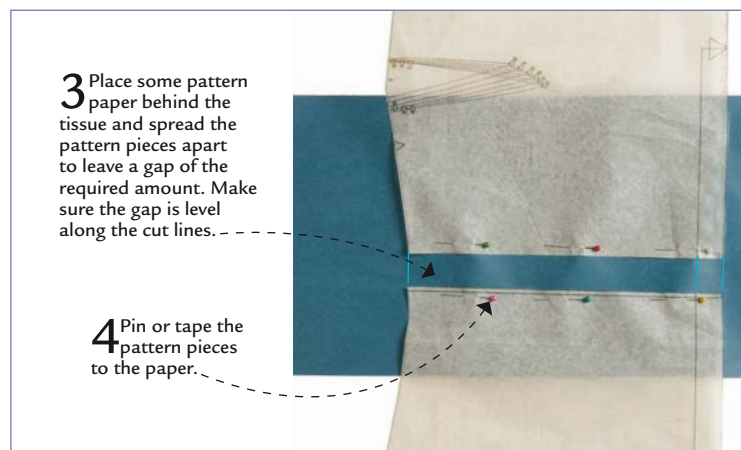 3 Place some pattern
paper behind the
tissue and spread the
pattern pieces apart
to leave a gap of the
required amount. Make
sure the gap is level
along the cut lines.
4 Pin or tape the
pattern pieces
to the paper.